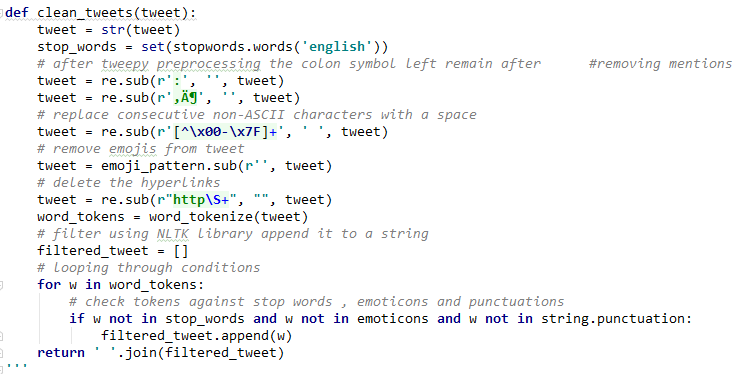 def clean_tweets(tweet):
    tweet = str(tweet)
    stop_words = set(stopwords.words('english'))
    # after tweepy preprocessing the colon symbol left remain after      #removing mentions
    tweet = re.sub(r':', '', tweet)
    tweet = re.sub(r'‚Ä¶', '', tweet)
    # replace consecutive non-ASCII characters with a space
    tweet = re.sub(r'[^\x00-\x7F]+', ' ', tweet)
    # remove emojis from tweet
    tweet = emoji_pattern.sub(r'', tweet)
    # delete the hyperlinks
    tweet = re.sub(r"http\S+", "", tweet)
    word_tokens = word_tokenize(tweet)
    # filter using NLTK library append it to a string
    filtered_tweet = []
    # looping through conditions
    for w in word_tokens:
        # check tokens against stop words , emoticons and punctuations
        if w not in stop_words and w not in emoticons and w not in string.punctuation:
            filtered_tweet.append(w)
    return ' '.join(filtered_tweet)
'''